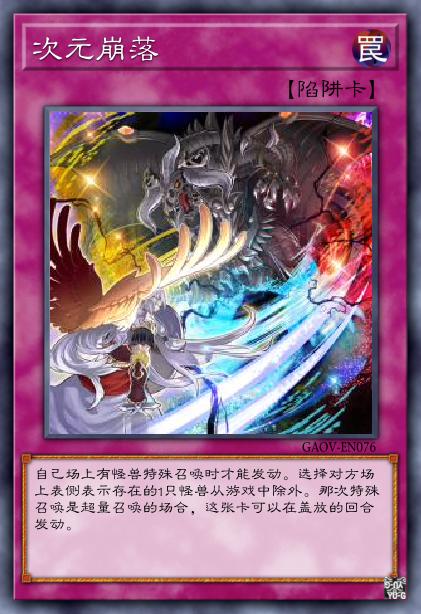 次元崩落
罠
【陷阱卡】
GAOV-EN076
自己场上有怪兽特殊召唤时才能发动。选择对方场
上表侧表示存在的1只怪兽从游戏中除外。那次特殊
召唤是超量召唤的场合，这张卡可以在盖放的回合
发动。